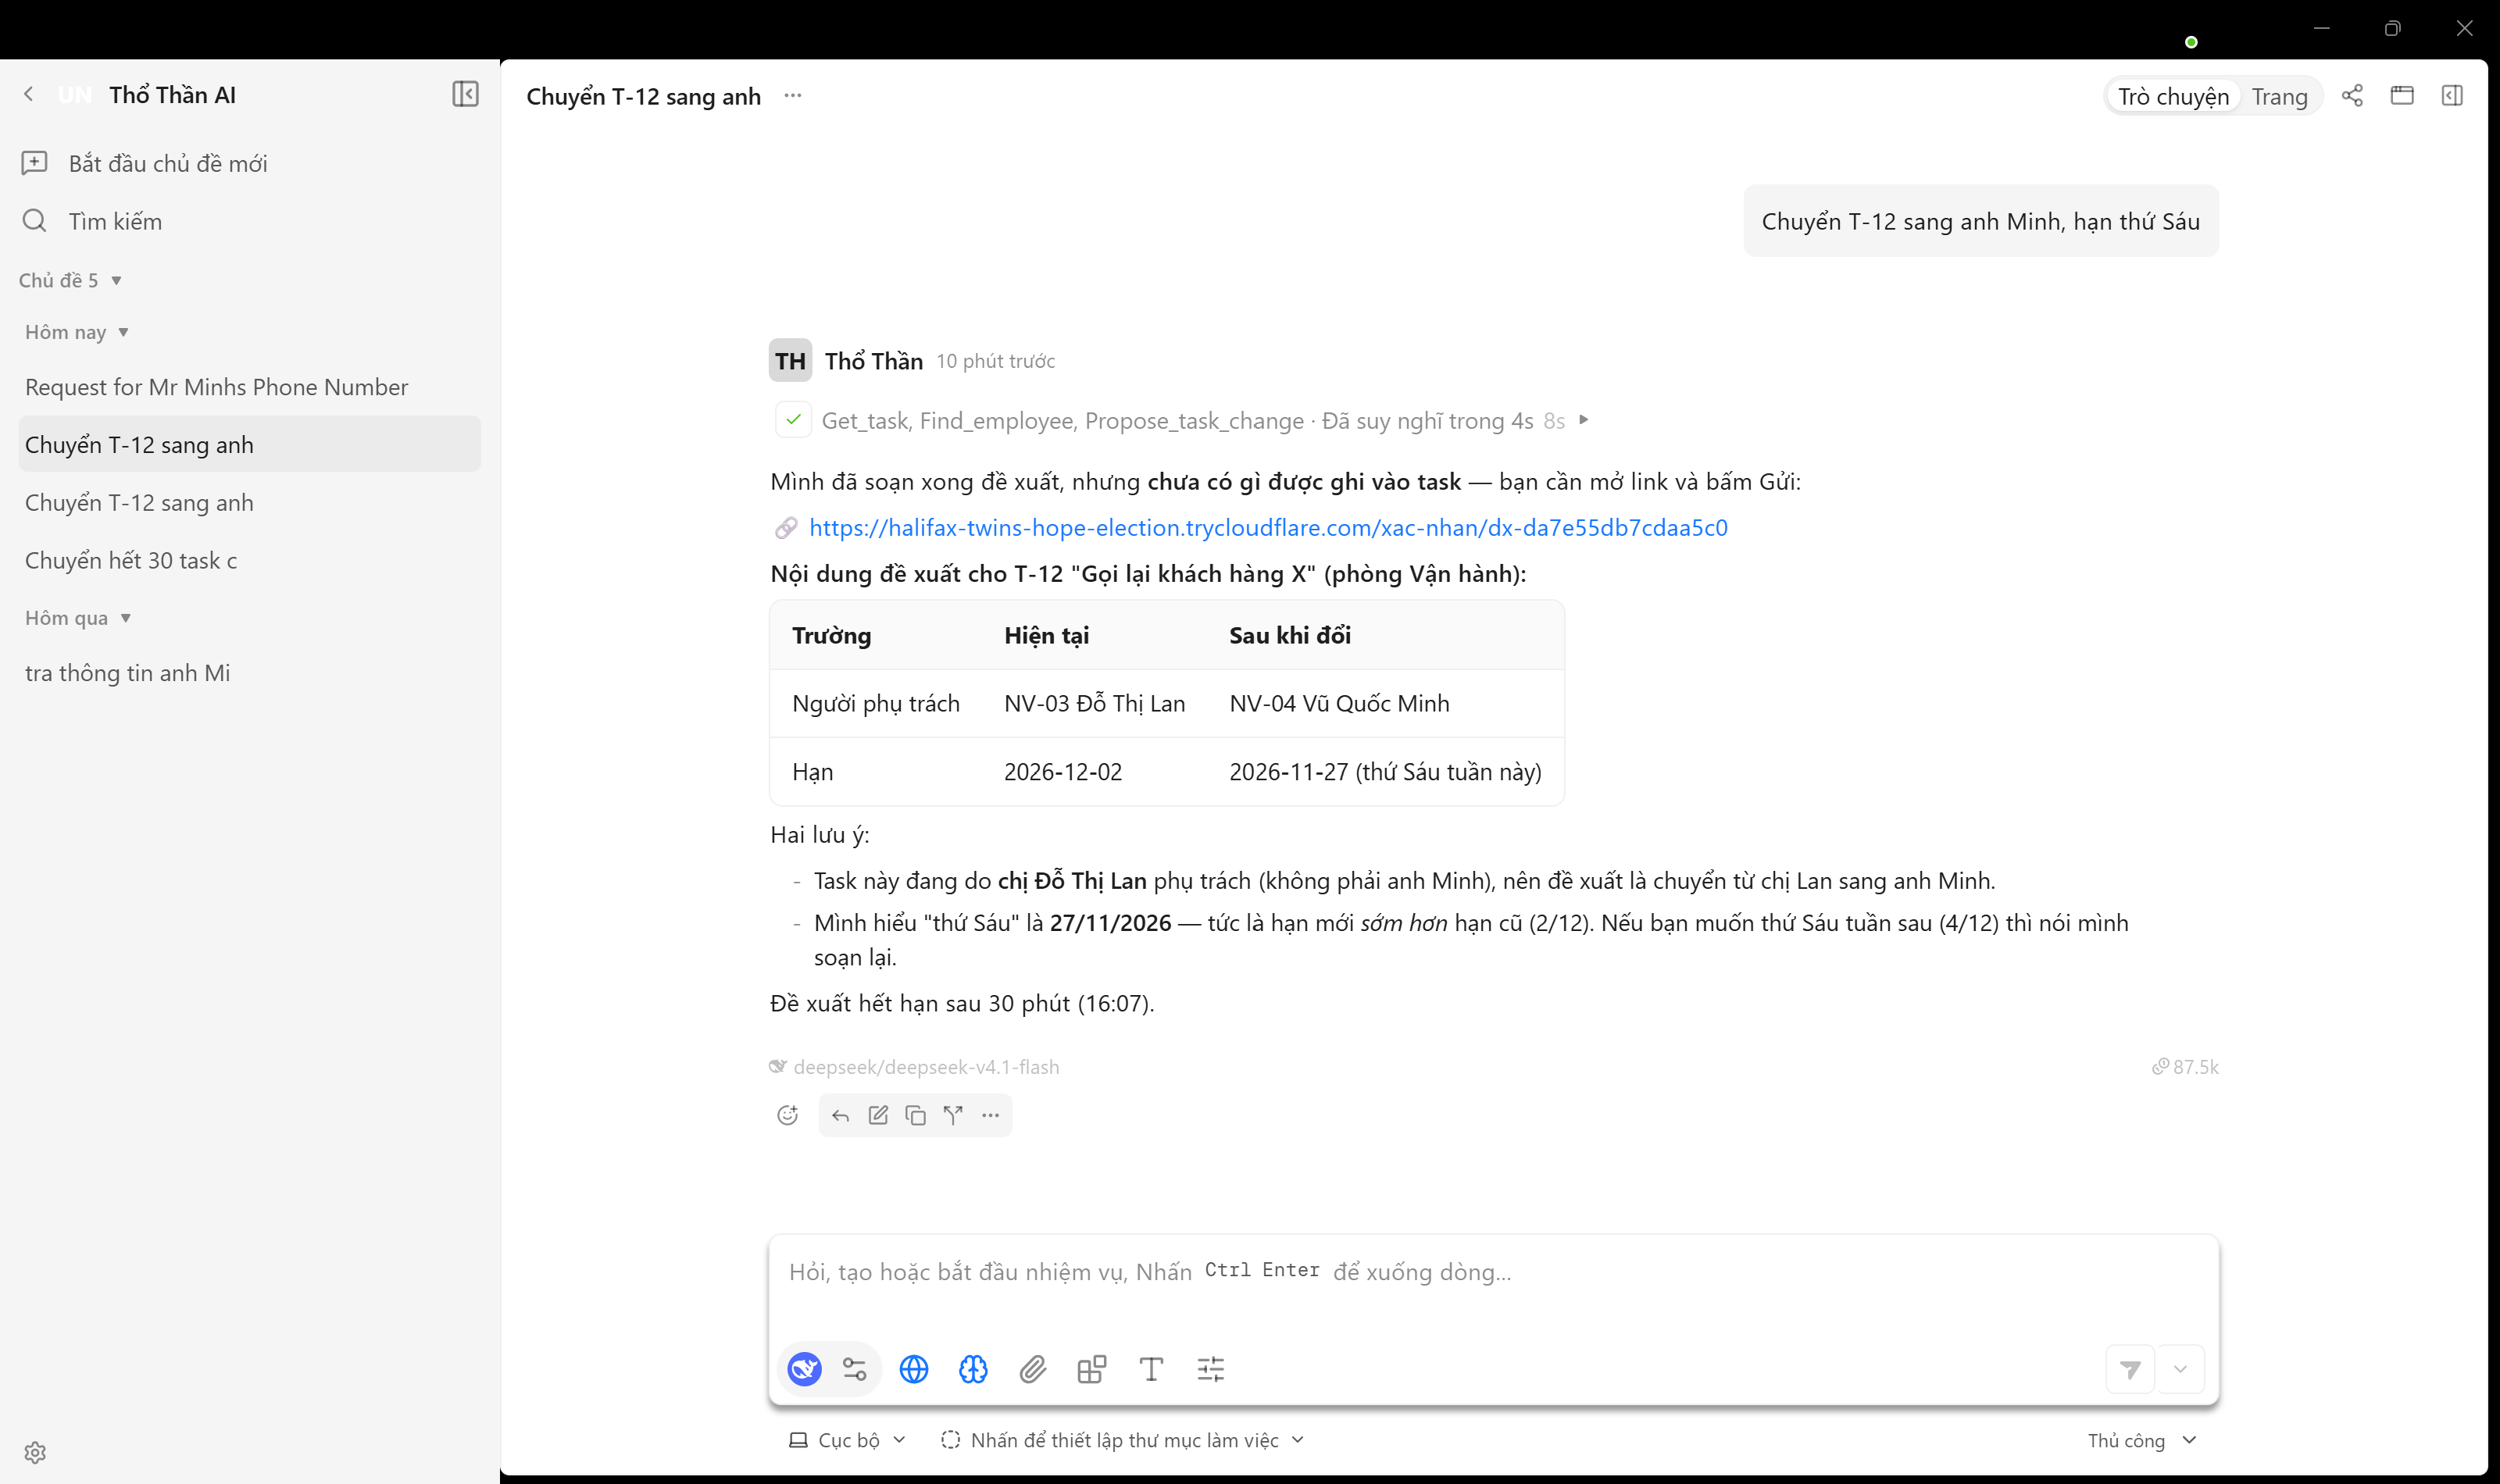 UN Thổ Thần AI
Bắt đầu chủ đề mới
Tìm kiếm
Chủ đề 5
Hôm nay
Request for Mr Minhs Phone Number
Chuyển T-12 sang anh
Chuyển T-12 sang anh
Chuyển hết 30 task c
Hôm qua
tra thông tin anh Mi
Chuyển T-12 sang anh
Trò chuyện Trang
Chuyển T-12 sang anh Minh, hạn thứ Sáu
TH Thổ Thần 10 phút trước
Get_task, Find_employee, Propose_task_change · Đã suy nghĩ trong 4s 8s
Mình đã soạn xong đề xuất, nhưng chưa có gì được ghi vào task — bạn cần mở link và bấm Gửi:
https://halifax-twins-hope-election.trycloudflare.com/xac-nhan/dx-da7e55db7cdaa5c0
Nội dung đề xuất cho T-12 "Gọi lại khách hàng X" (phòng Vận hành):
Trường Hiện tại Sau khi đổi
Người phụ trách NV-03 Đỗ Thị Lan NV-04 Vũ Quốc Minh
Hạn 2026-12-02 2026-11-27 (thứ Sáu tuần này)
Hai lưu ý:
- Task này đang do chị Đỗ Thị Lan phụ trách (không phải anh Minh), nên đề xuất là chuyển từ chị Lan sang anh Minh.
- Mình hiểu "thứ Sáu" là 27/11/2026 — tức là hạn mới sớm hơn hạn cũ (2/12). Nếu bạn muốn thứ Sáu tuần sau (4/12) thì nói mình
soạn lại.
Đề xuất hết hạn sau 30 phút (16:07).
deepseek/deepseek-v4.1-flash 87.5k
Hỏi, tạo hoặc bắt đầu nhiệm vụ, Nhấn Ctrl Enter để xuống dòng...
Cục bộ Nhấn để thiết lập thư mục làm việc Thủ công